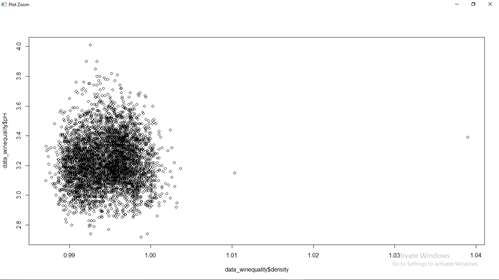 Plot Zoom
4.0
3.8
3.6
3.4
3.2
3.0
2.8
data_winequality$pH
0.99
1.00
1.01
1.02
1.03
1.04
data_winequality$density
Activate Windows
Go to Settings to activate Windows.